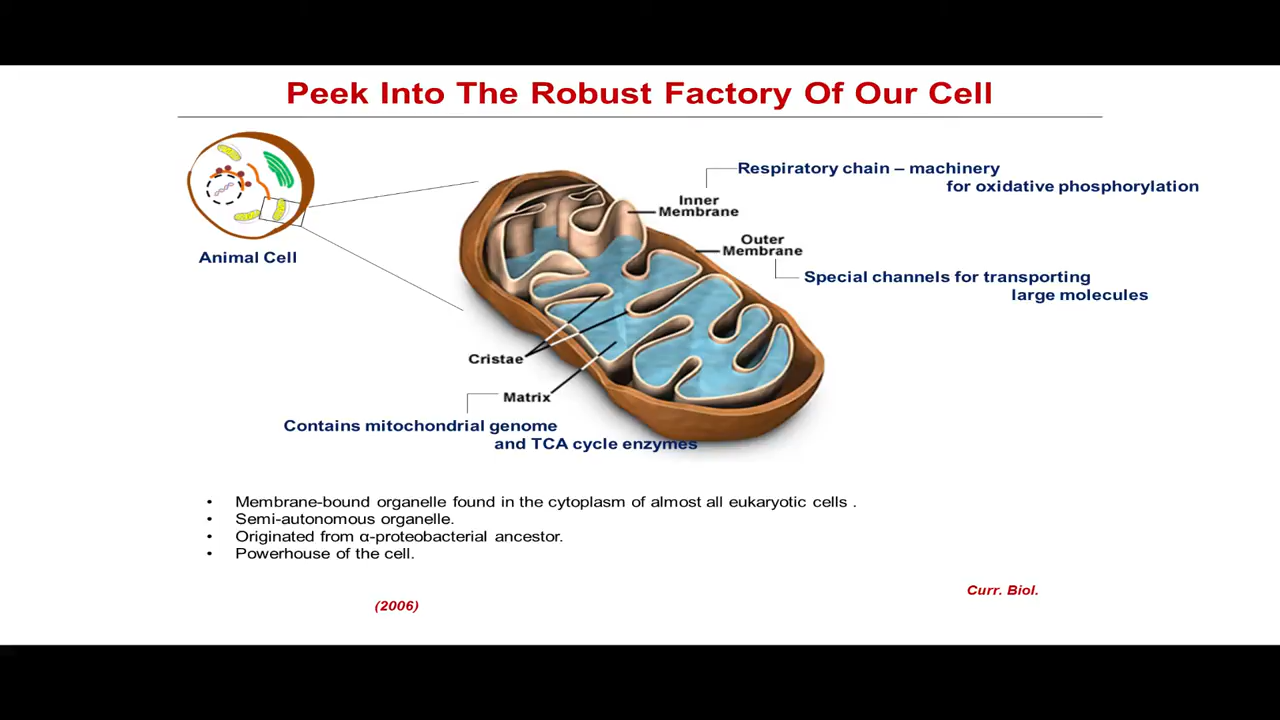 Peek Into The Robust Factory Of Our Cell
Respiratory chain – machinery
for oxidative phosphorylation
Inner
Membrane
Outer
Membrane
Animal Cell
Special channels for transporting
large molecules
Cristae
Matrix
Contains mitochondrial genome
and TCA cycle enzymes
• Membrane-bound organelle found in the cytoplasm of almost all eukaryotic cells .
• Semi-autonomous organelle.
• Originated from α-proteobacterial ancestor.
• Powerhouse of the cell.
Curr. Biol.
(2006)